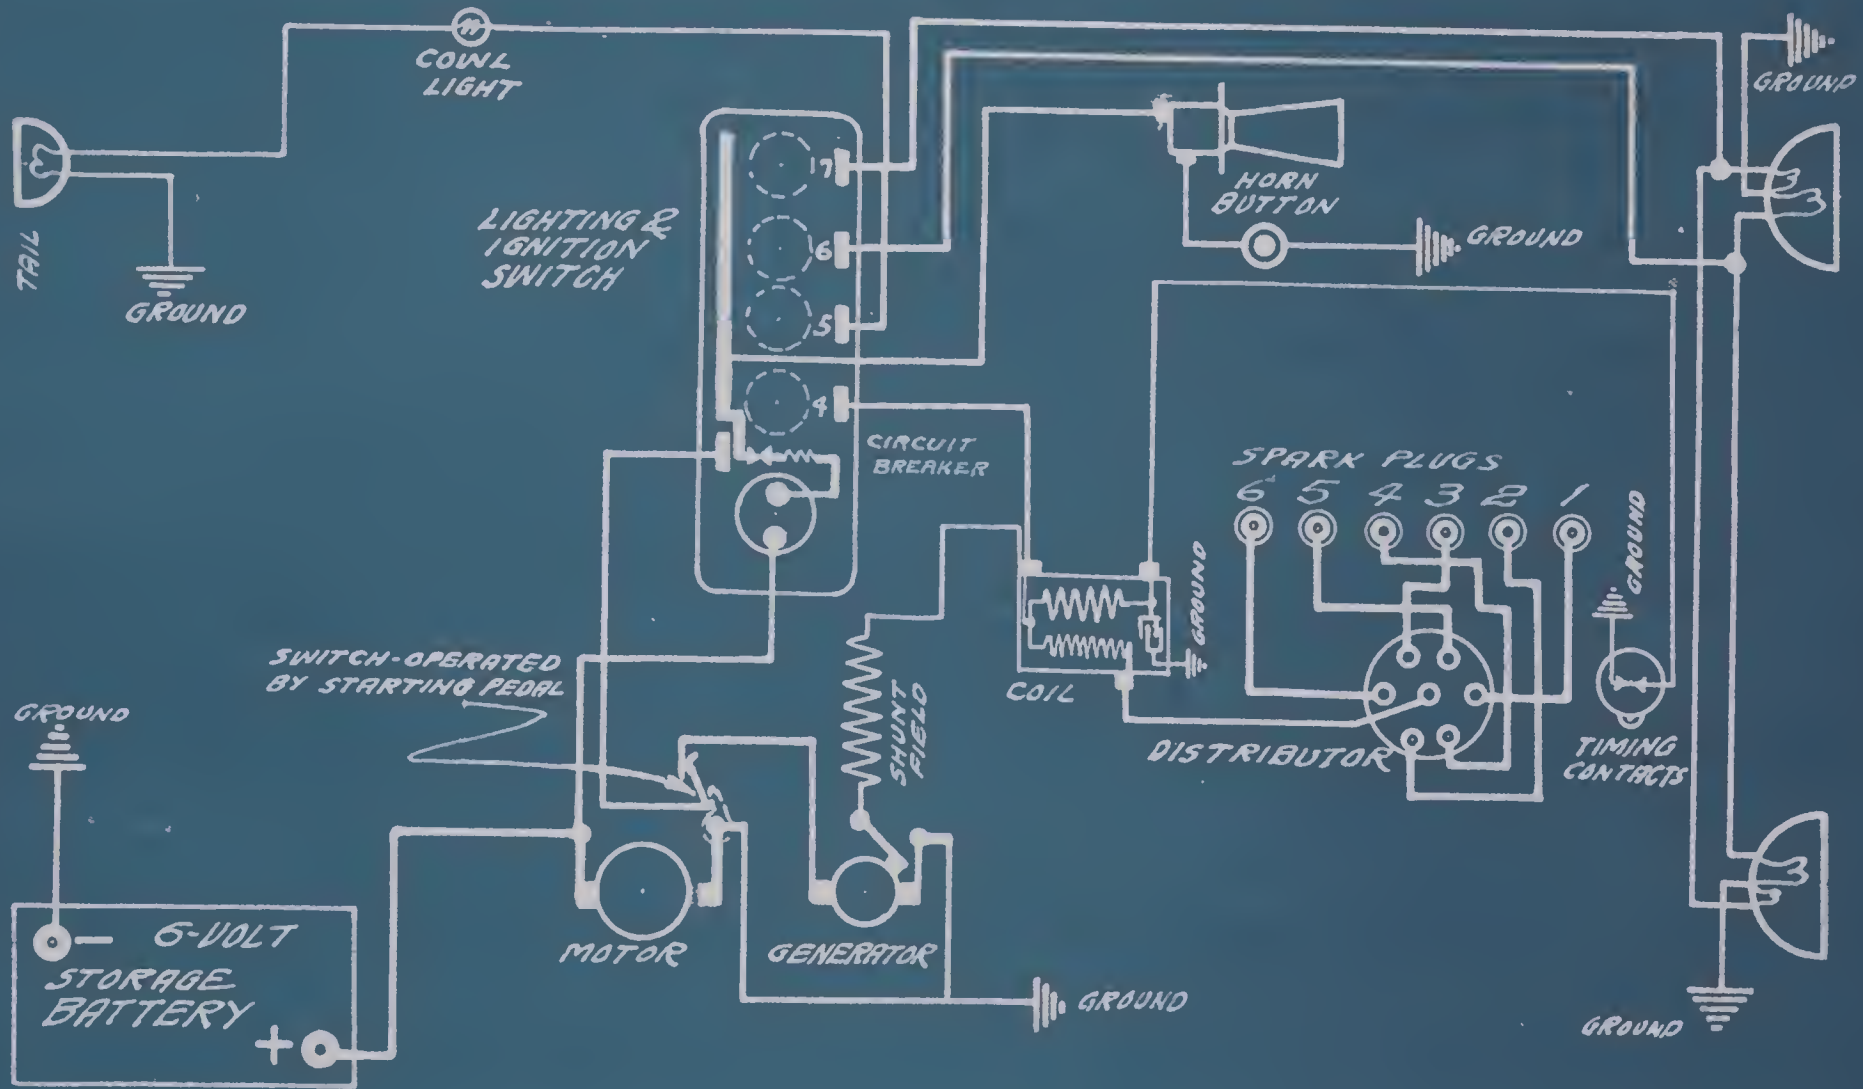 COWL
LIGHT
GROUND
TAIL
GROUND
LIGHTING &
IGNITION
SWITCH
7
6
5
4
HORN
BUTTON
GROUND
CIRCUIT
BREAKER
SPARK PLUGS
6 5 4 3 2 1
GROUND
GROUND
SWITCH-OPERATED
BY STARTING PEDAL
COIL
SHUNT
FIELD
DISTRIBUTOR
TIMING
CONTACTS
GROUND
- 6-VOLT
STORAGE
BATTERY
+
MOTOR
GENERATOR
GROUND
GROUND